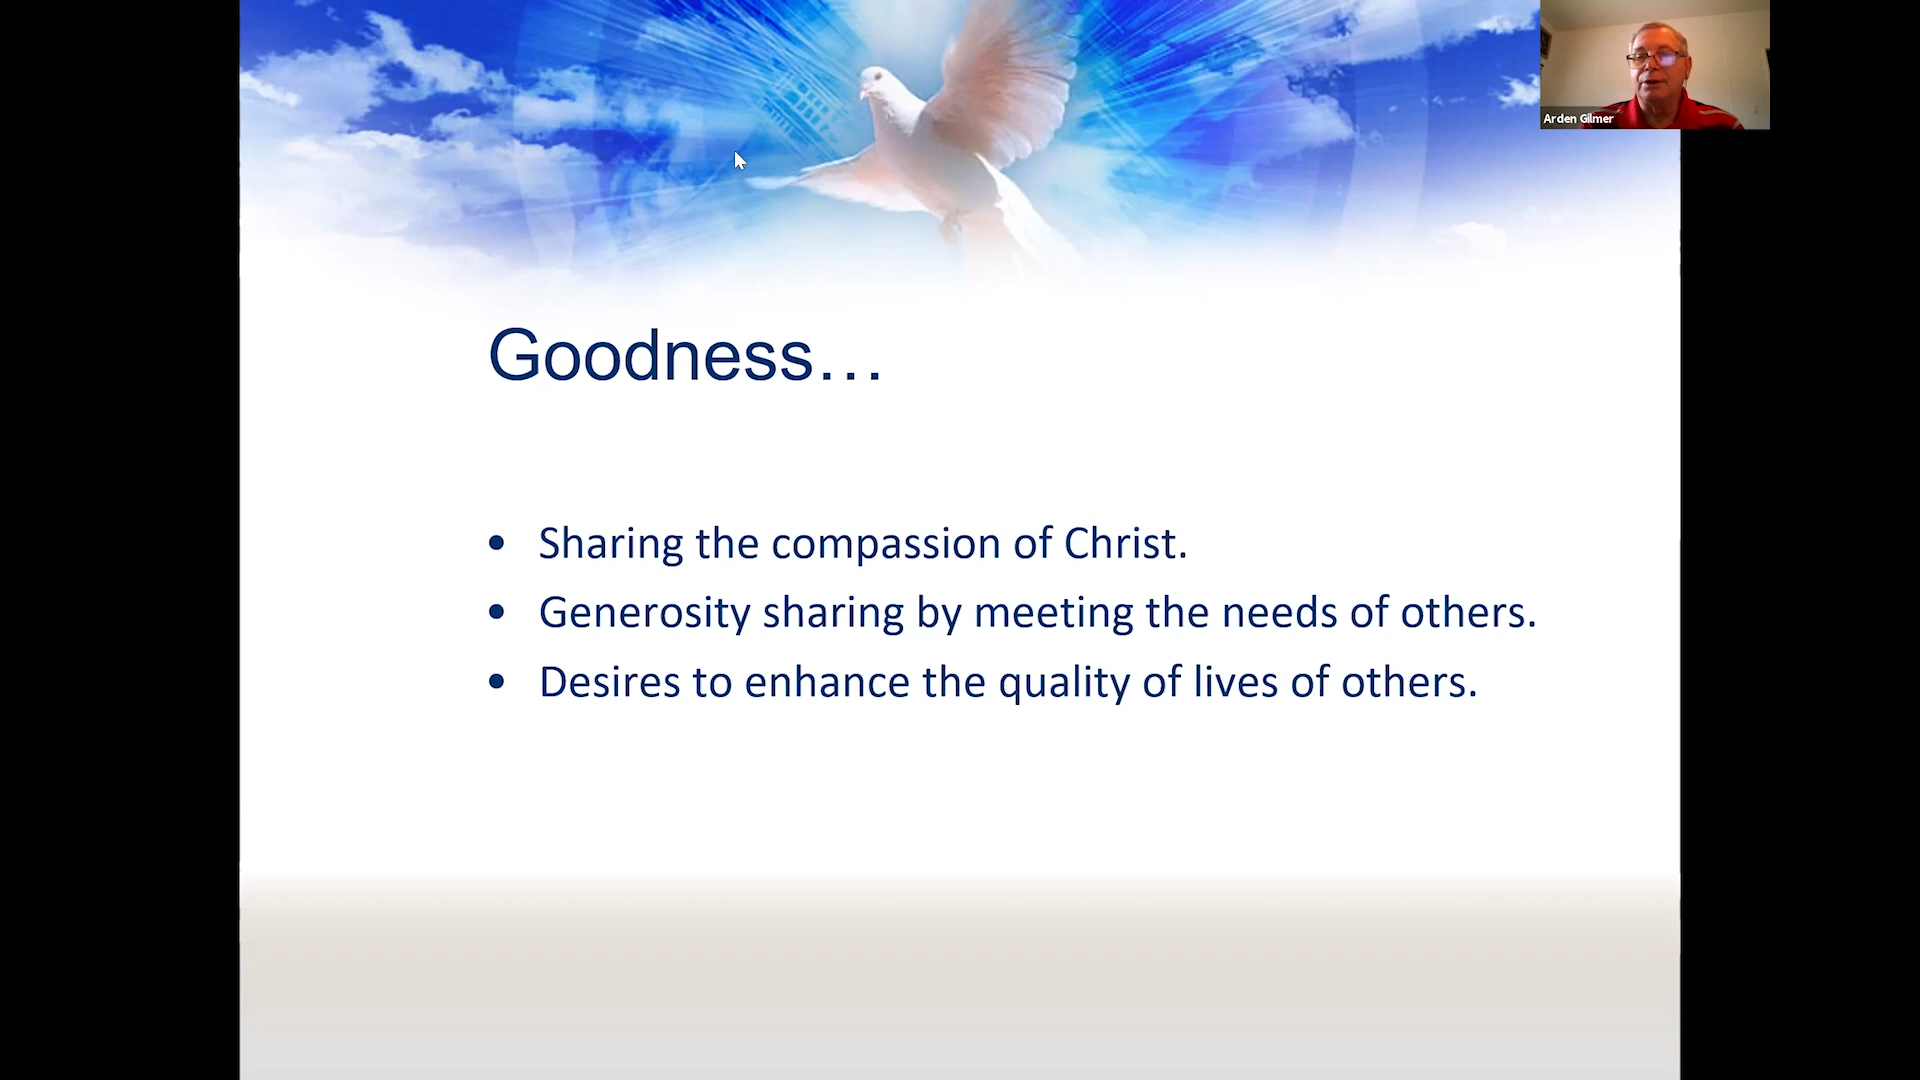 Arden Gilmer
Goodness…
• Sharing the compassion of Christ.
• Generosity sharing by meeting the needs of others.
• Desires to enhance the quality of lives of others.